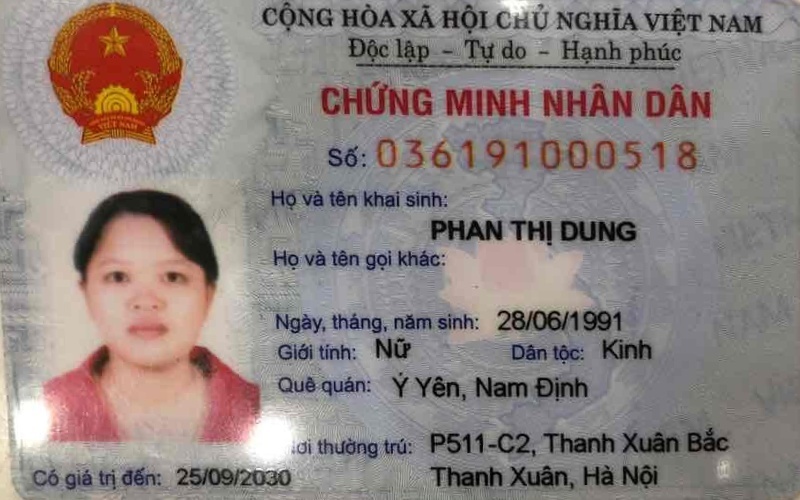 CỘNG HÒA XÃ HỘI CHỦ NGHĨA VIỆT NAM
Độc lập - Tự do - Hạnh phúc
VIỆT NAM
CHỨNG MINH NHÂN DÂN
Số: 036191000518
Họ và tên khai sinh:
PHAN THỊ DUNG
Họ và tên gọi khác:
Ngày, tháng, năm sinh: 28/06/1991
Giới tính: Nữ Dân tộc: Kinh
Quê quán: Ý Yên, Nam Định
thường trú: P511-C2, Thanh Xuân Bắc
Thanh Xuân, Hà Nội
Có giá trị đến: 25/09/2030